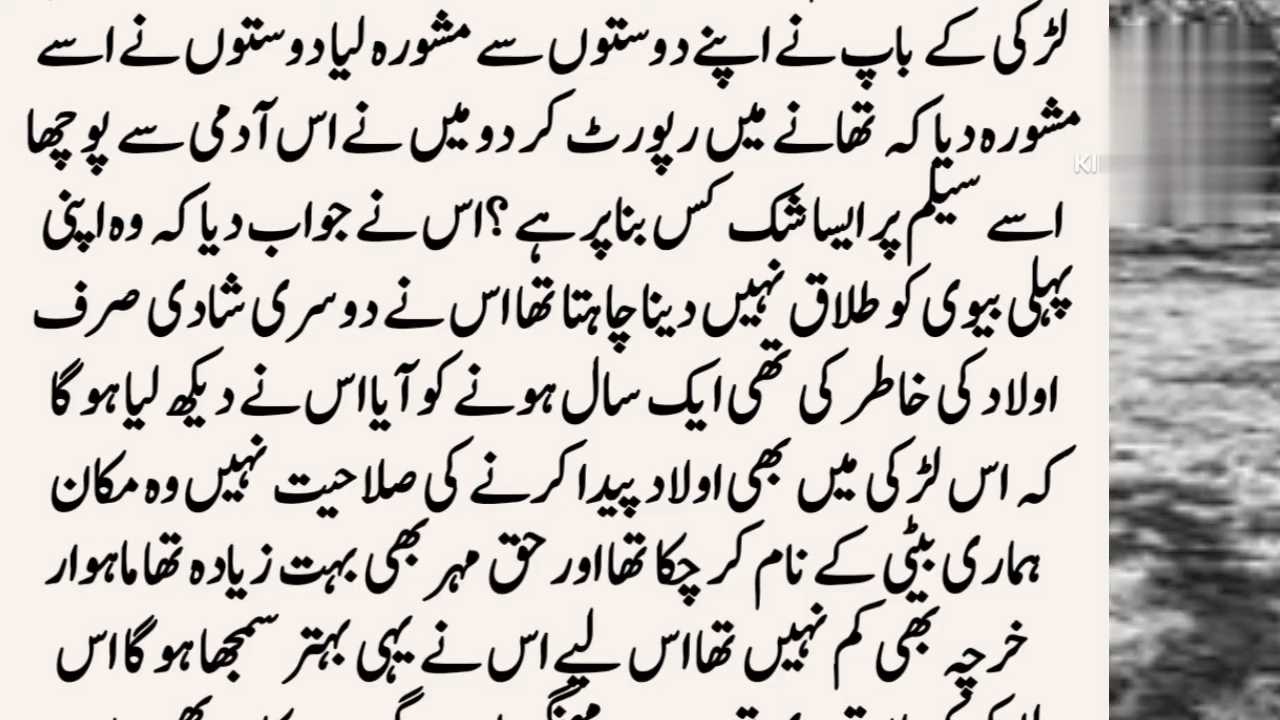 لڑکی کے باپ نے اپنے دوستوں سے مشورہ لیا دوستوں نے اسے
مشورہ دیا کہ تھانے میں رپورٹ کر دو میں نے اس آدمی سے پوچھا
اسے سیلم پر ایسا شک کس بنا پر ہے ؟ اس نے جواب دیا کہ وہ اپنی
پہلی بیوی کو طلاق نہیں دینا چاہتا تھا اس نے دوسری شادی صرف
اولاد کی خاطر کی تھی ایک سال ہونے کو آیا اس نے دیکھ لیا ہو گا
کہ اس لڑکی میں بھی اولاد پیدا کرنے کی صلاحیت نہیں وہ مکان
ہماری بیٹی کے نام کر چکا تھا اور حق مہر بھی بہت زیادہ تھا ماہوار
خرچہ بھی کم نہیں تھا اس لیے اس نے یہی بہتر سمجھا ہو گا اس
KI